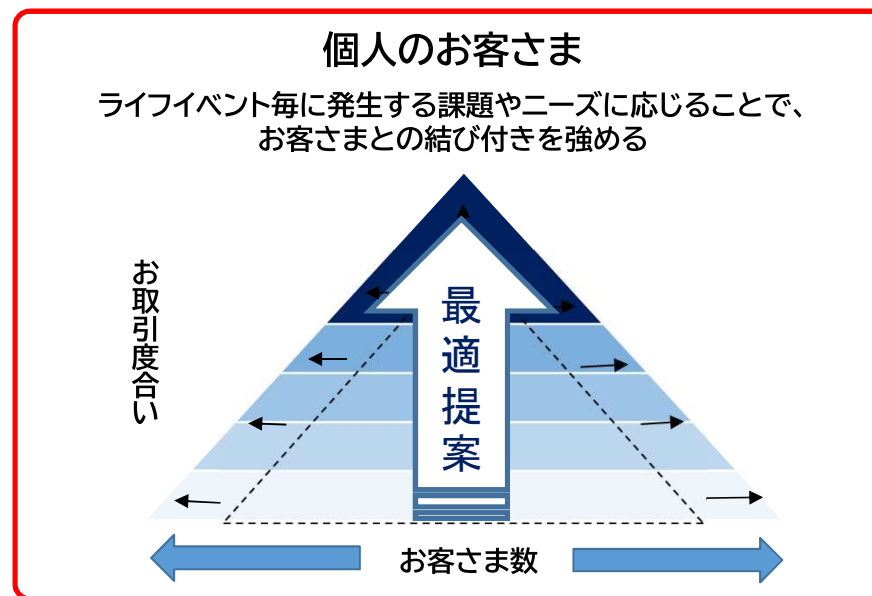 個人のお客さま
ライフイベント毎に発生する課題やニーズに応じることで、
お客さまとの結び付きを強める
お取引度合い
最適提案
お客さま数